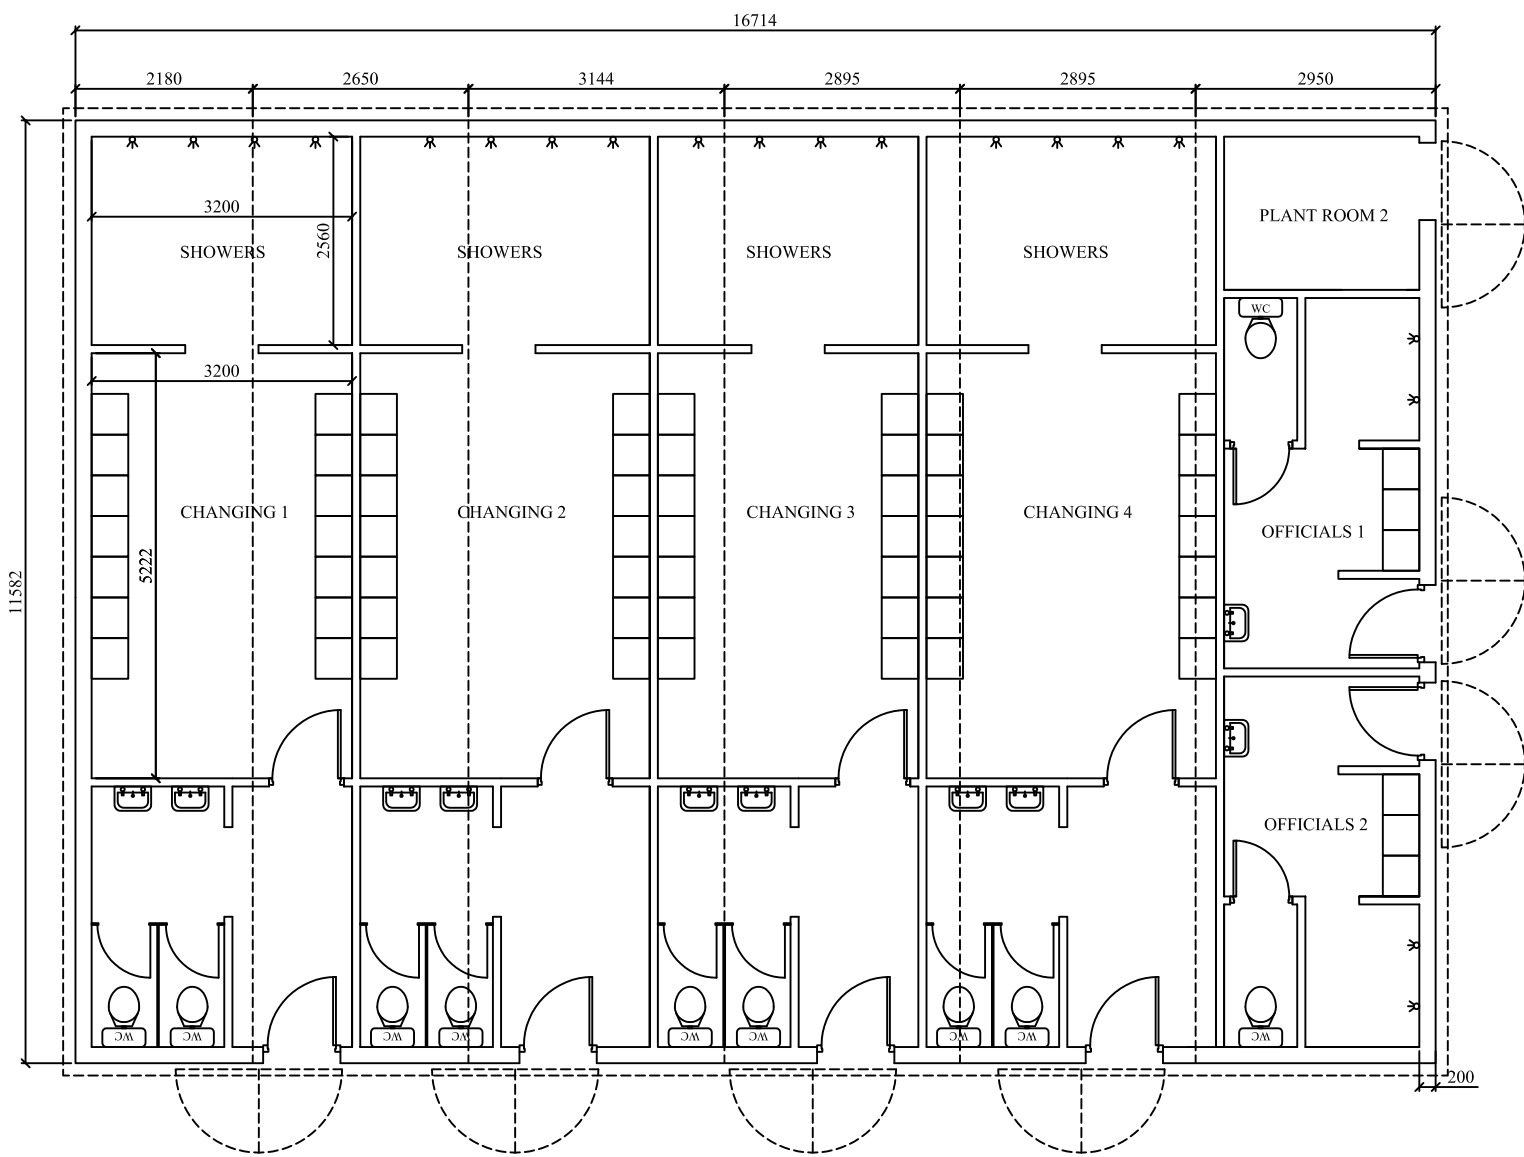 16714
2180 2650 3144 2895 2895 2950
3200
2560
PLANT ROOM 2
SHOWERS SHOWERS SHOWERS SHOWERS
WC
3200
CHANGING 1 CHANGING 2 CHANGING 3 CHANGING 4
OFFICIALS 1
5222
11582
OFFICIALS 2
WC WC WC WC WC WC WC WC WC
200